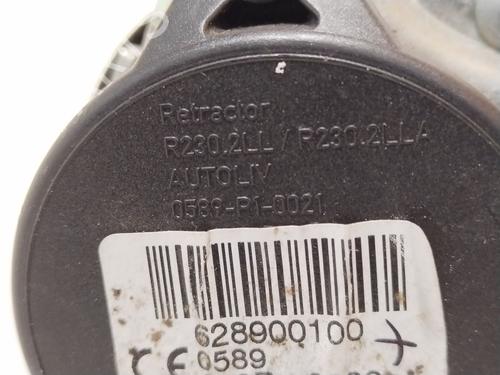 Retractor
R230.2LL / R230.2LLA
AUTOLIV
0589-P1-0021
628900100
CE 0589